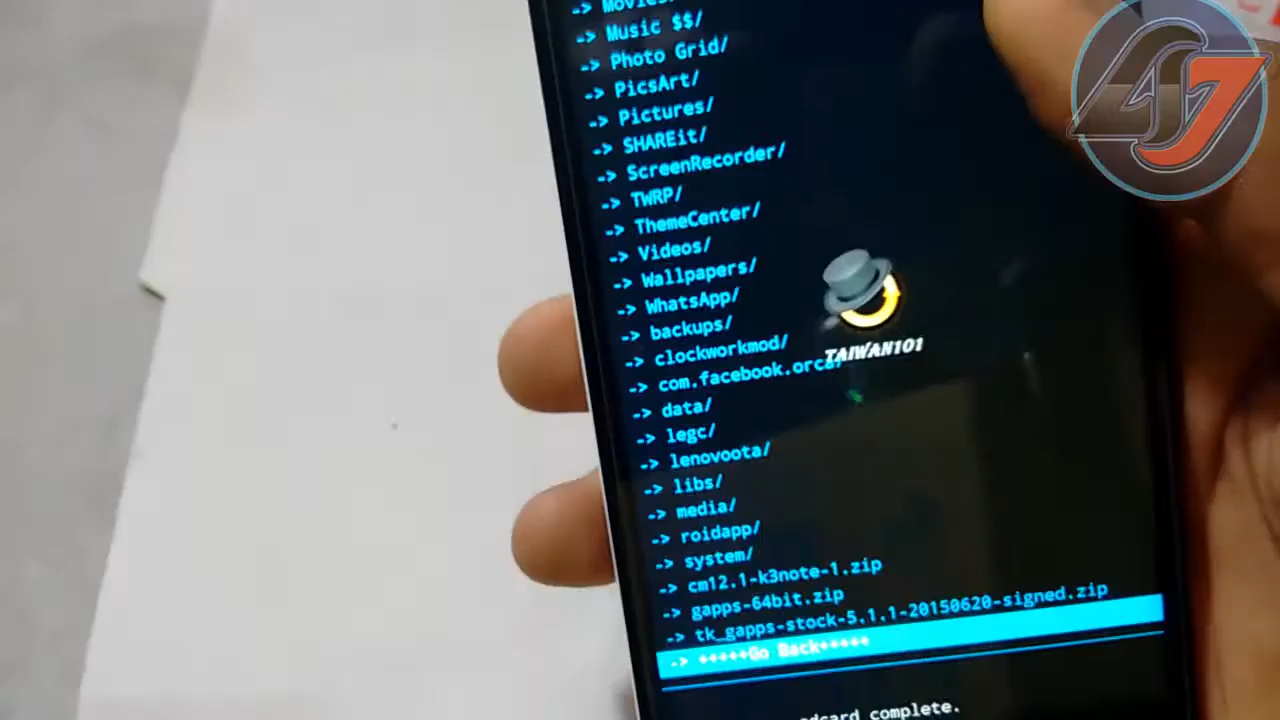 -> Movies/
-> Music $$/
-> Photo Grid/
-> PicsArt/
-> Pictures/
-> SHAREit/
-> ScreenRecorder/
-> TWRP/
-> ThemeCenter/
-> Videos/
-> Wallpapers/
-> WhatsApp/
-> backups/
-> clockworkmod/
-> com.facebook.orca/
-> data/
-> legc/
-> lenovoota/
-> libs/
-> media/
-> roidapp/
-> system/
-> cm12.1-k3note-1.zip
-> gapps-64bit.zip
-> tk_gapps-stock-5.1.1-20150620-signed.zip
-> +++++Go Back+++++
complete.
TAIWAN101